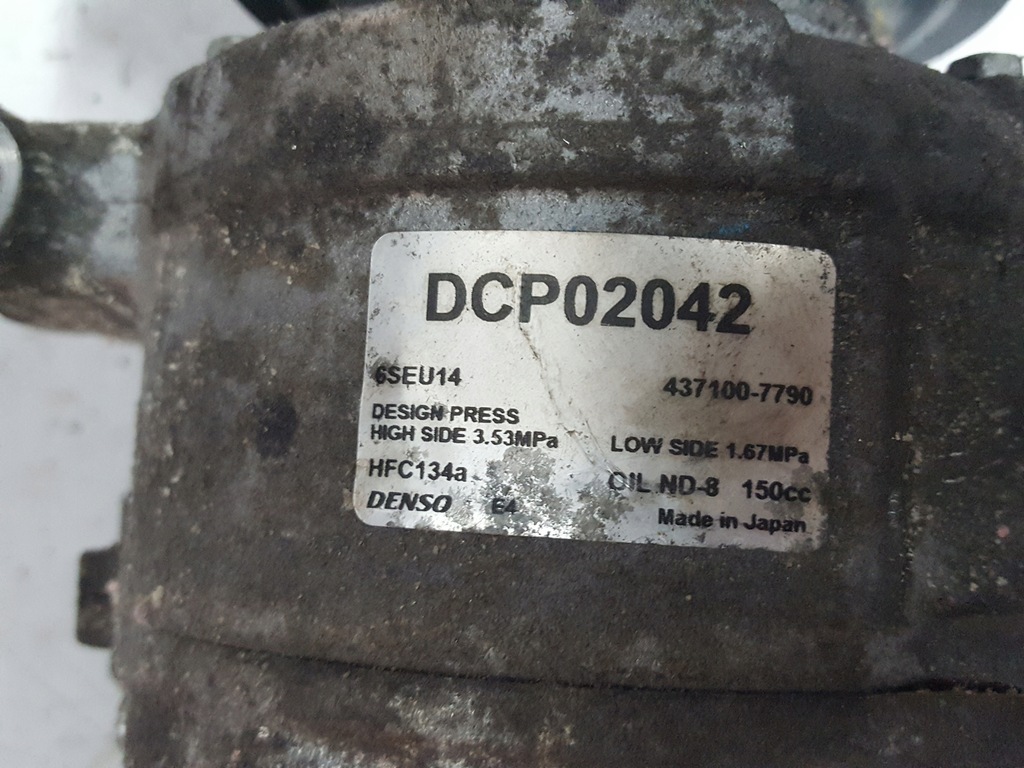 DCP02042
6SEU14 437100-7790
DESIGN PRESS
HIGH SIDE 3.53MPa LOW SIDE 1.67MPa
HFC134a OIL ND-8 150cc
DENSO E4 Made in Japan